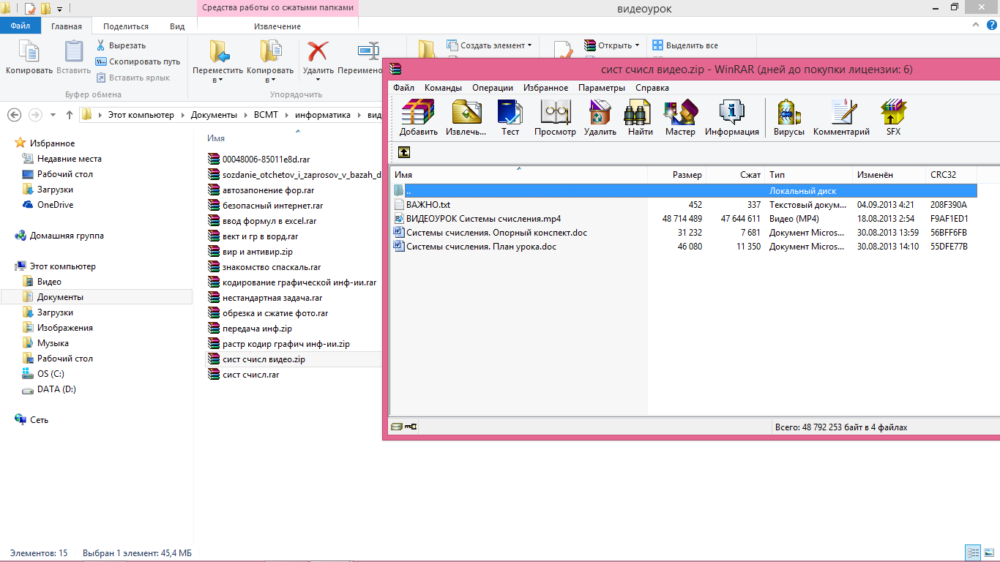 Средства работы со сжатыми папками
видеоурок
Файл Главная Поделиться Вид Извлечение
Копировать Вставить
Вырезать
Скопировать путь
Вставить ярлык
Буфер обмена
Переместить в Копировать в Удалить Переимено
Упорядочить
Создать элемент
Открыть
Выделить все
Этот компьютер Документы ВСМТ информатика вид
Избранное
Недавние места
Рабочий стол
Загрузки
OneDrive
Домашняя группа
Этот компьютер
Видео
Документы
Загрузки
Изображения
Музыка
Рабочий стол
OS (C:)
DATA (D:)
Сеть
Имя
00048006-85011e8d.rar
sozdanie_otchetov_i_zaprosov_v_bazah_d
автозапонение фор.rar
безопасный интернет.rar
ввод формул в excel.rar
вект и гр в ворд.rar
вир и антивир.zip
знакомство спаскаль.rar
кодирование графической инф-ии.rar
нестандартная задача.rar
обрезка и сжатие фото.rar
передача инф.zip
растр кодир графич инф-ии.zip
сист счисл видео.zip
сист счисл.rar
сист счисл видео.zip - WinRAR (дней до покупки лицензии: 6)
Файл Команды Операции Избранное Параметры Справка
Добавить Извлечь... Тест Просмотр Удалить Найти Мастер Информация Вирусы Комментарий SFX
Имя Размер Сжат Тип Изменён CRC32
.. Локальный диск
ВАЖНО.txt 452 337 Текстовый докум... 04.09.2013 4:21 208F390A
ВИДЕОУРОК Системы счисления.mp4 48 714 489 47 644 611 Видео (MP4) 18.08.2013 2:54 F9AF1ED1
Системы счисления. Опорный конспект.doc 31 232 7 681 Документ Micros... 30.08.2013 13:59 56BFF6FB
Системы счисления. План урока.doc 46 080 11 350 Документ Micros... 30.08.2013 14:10 55DFE77B
Всего: 48 792 253 байт в 4 файлах
Элементов: 15 Выбран 1 элемент: 45,4 МБ